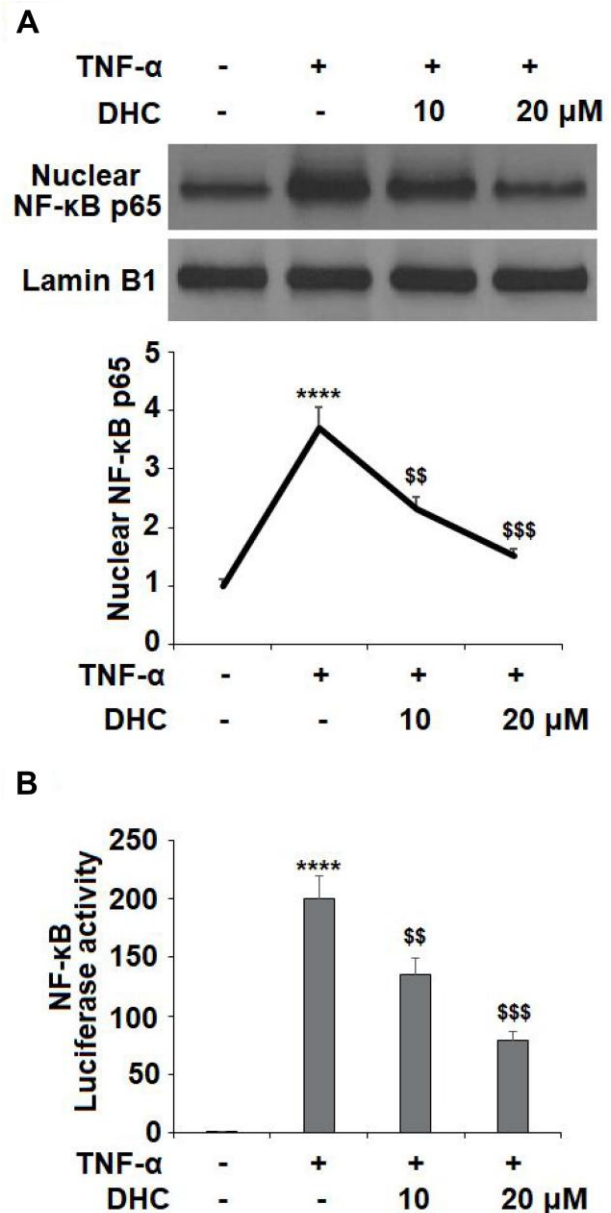 A
TNF-α - + + +
DHC - - 10 20 μM
Nuclear
NF-κB p65
Lamin B1
Nuclear NF-κB p65
5
4
3
2
1
0
****
$$
$$$
TNF-α - + + +
DHC - - 10 20 μM
B
NF-κB
Luciferase activity
250
200
150
100
50
0
****
$$
$$$
TNF-α - + + +
DHC - - 10 20 μM